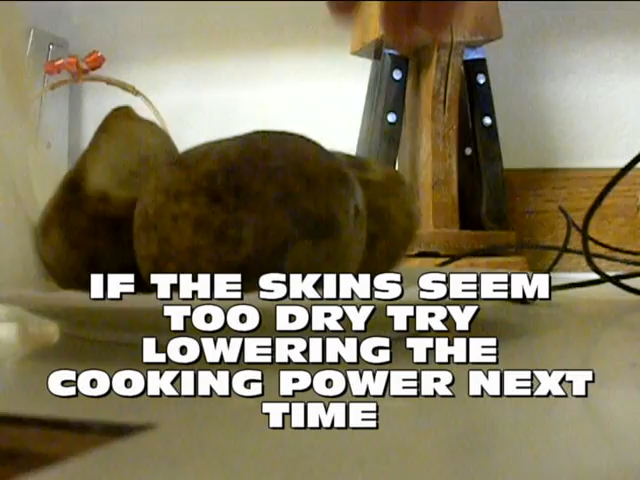 IF THE SKINS SEEM
TOO DRY TRY
LOWERING THE
COOKING POWER NEXT
TIME